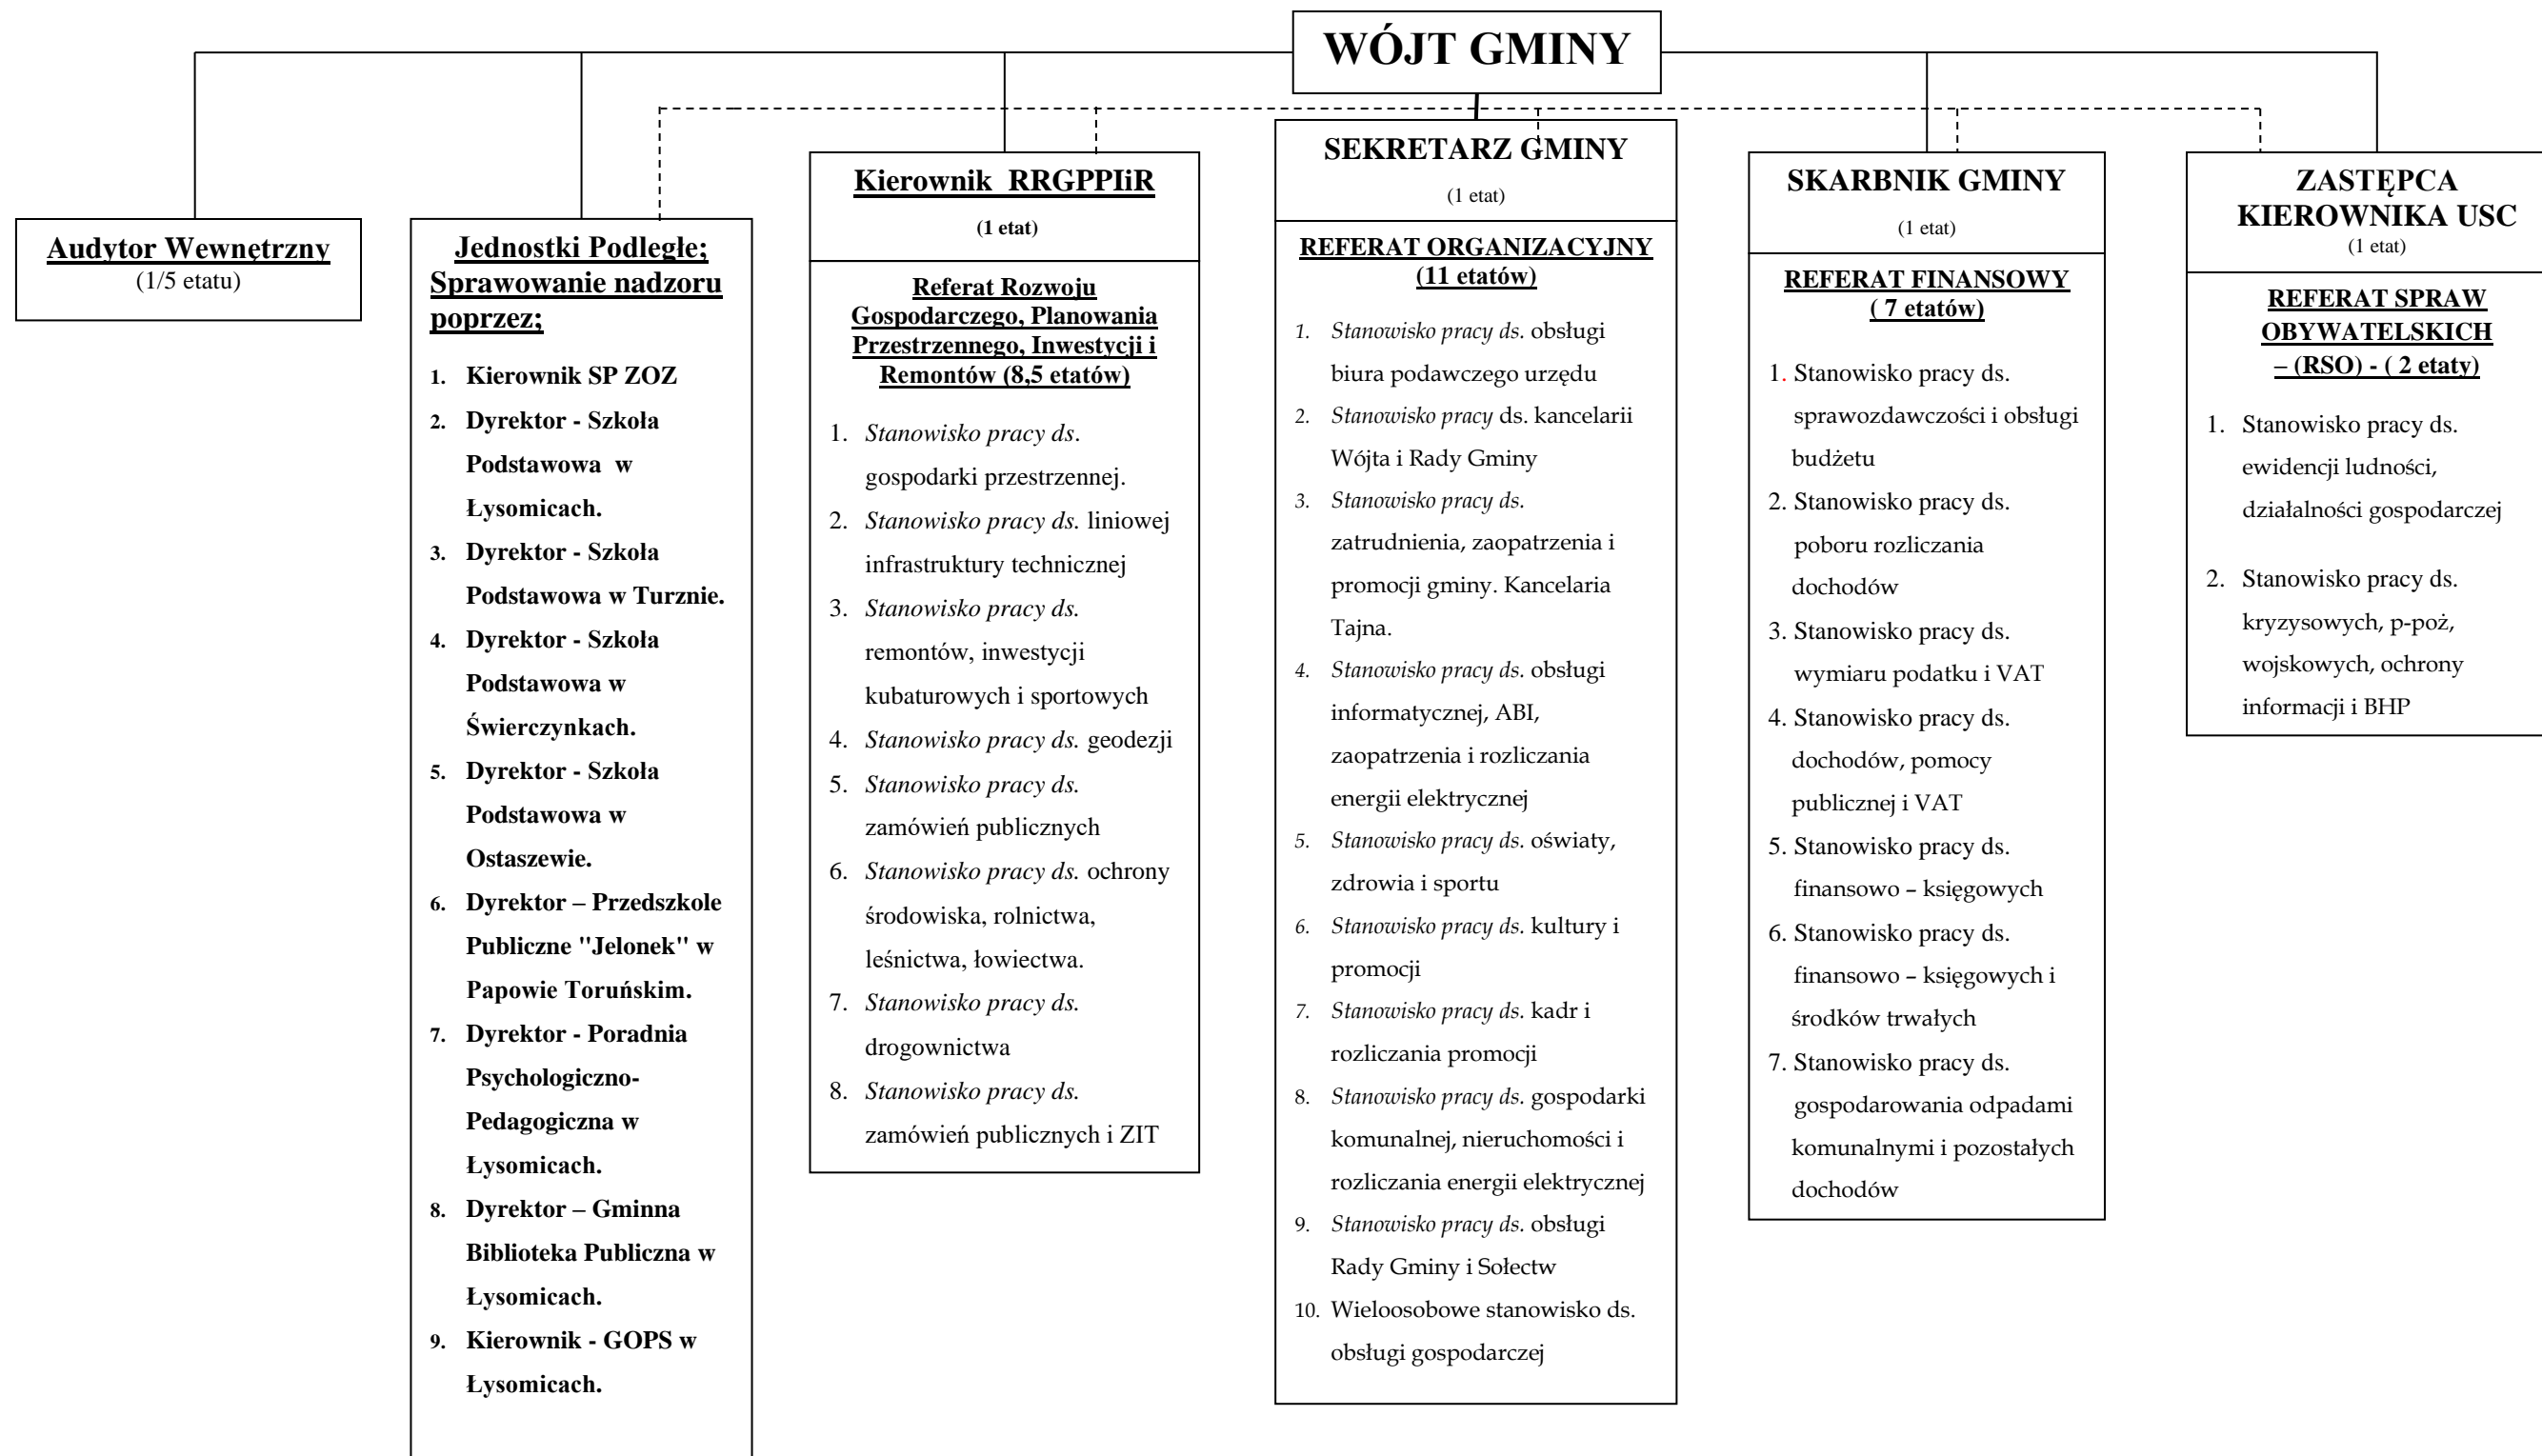 WÓJT GMINY
Audytor Wewnętrzny
(1/5 etatu)
Jednostki Podległe;
Sprawowanie nadzoru
poprzez;
1. Kierownik SP ZOZ
2. Dyrektor - Szkoła
Podstawowa w
Łysomicach.
3. Dyrektor - Szkoła
Podstawowa w Turznie.
4. Dyrektor - Szkoła
Podstawowa w
Świerczynkach.
5. Dyrektor - Szkoła
Podstawowa w
Ostaszewie.
6. Dyrektor – Przedszkole
Publiczne "Jelonek" w
Papowie Toruńskim.
7. Dyrektor - Poradnia
Psychologiczno-
Pedagogiczna w
Łysomicach.
8. Dyrektor – Gminna
Biblioteka Publiczna w
Łysomicach.
9. Kierownik - GOPS w
Łysomicach.
Kierownik RRGPPIiR
(1 etat)
Referat Rozwoju
Gospodarczego, Planowania
Przestrzennego, Inwestycji i
Remontów (8,5 etatów)
1. Stanowisko pracy ds.
gospodarki przestrzennej.
2. Stanowisko pracy ds. liniowej
infrastruktury technicznej
3. Stanowisko pracy ds.
remontów, inwestycji
kubaturowych i sportowych
4. Stanowisko pracy ds. geodezji
5. Stanowisko pracy ds.
zamówień publicznych
6. Stanowisko pracy ds. ochrony
środowiska, rolnictwa,
leśnictwa, łowiectwa.
7. Stanowisko pracy ds.
drogownictwa
8. Stanowisko pracy ds.
zamówień publicznych i ZIT
SEKRETARZ GMINY
(1 etat)
REFERAT ORGANIZACYJNY
(11 etatów)
1. Stanowisko pracy ds. obsługi
biura podawczego urzędu
2. Stanowisko pracy ds. kancelarii
Wójta i Rady Gminy
3. Stanowisko pracy ds.
zatrudnienia, zaopatrzenia i
promocji gminy. Kancelaria
Tajna.
4. Stanowisko pracy ds. obsługi
informatycznej, ABI,
zaopatrzenia i rozliczania
energii elektrycznej
5. Stanowisko pracy ds. oświaty,
zdrowia i sportu
6. Stanowisko pracy ds. kultury i
promocji
7. Stanowisko pracy ds. kadr i
rozliczania promocji
8. Stanowisko pracy ds. gospodarki
komunalnej, nieruchomości i
rozliczania energii elektrycznej
9. Stanowisko pracy ds. obsługi
Rady Gminy i Sołectw
10. Wieloosobowe stanowisko ds.
obsługi gospodarczej
SKARBNIK GMINY
(1 etat)
REFERAT FINANSOWY
( 7 etatów)
1. Stanowisko pracy ds.
sprawozdawczości i obsługi
budżetu
2. Stanowisko pracy ds.
poboru rozliczania
dochodów
3. Stanowisko pracy ds.
wymiaru podatku i VAT
4. Stanowisko pracy ds.
dochodów, pomocy
publicznej i VAT
5. Stanowisko pracy ds.
finansowo – księgowych
6. Stanowisko pracy ds.
finansowo – księgowych i
środków trwałych
7. Stanowisko pracy ds.
gospodarowania odpadami
komunalnymi i pozostałych
dochodów
ZASTĘPCA
KIEROWNIKA USC
(1 etat)
REFERAT SPRAW
OBYWATELSKICH
– (RSO) - ( 2 etaty)
1. Stanowisko pracy ds.
ewidencji ludności,
działalności gospodarczej
2. Stanowisko pracy ds.
kryzysowych, p-poż,
wojskowych, ochrony
informacji i BHP